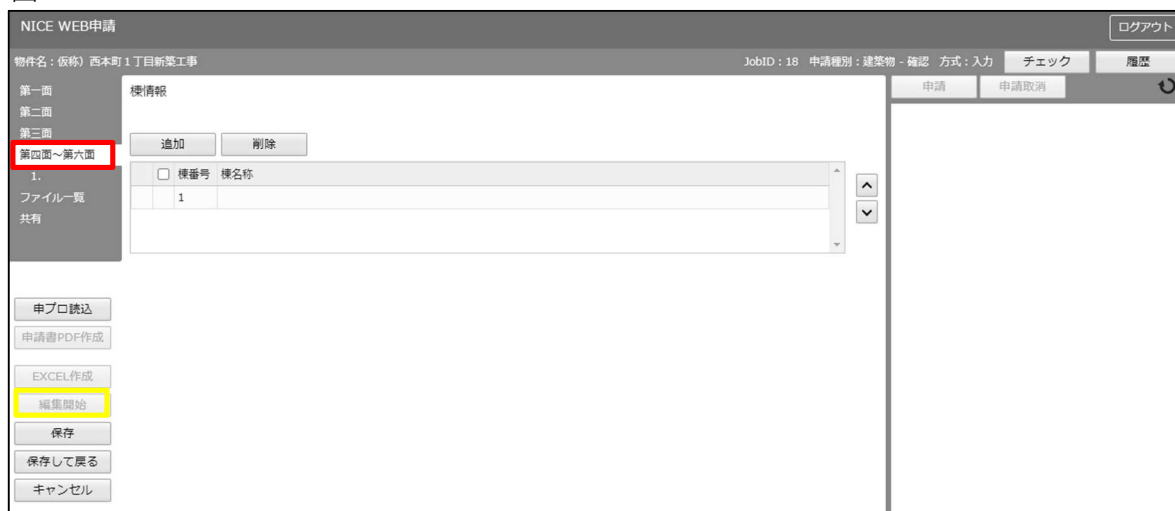 NICE WEB申請
ログアウト
物件名：仮称）西本町１丁目新築工事
JobID：18 申請種別：建築物 - 確認 方式：入力
チェック
履歴
第一面
第二面
第三面
第四面～第六面
1.
ファイル一覧
共有
棟情報
追加
削除
棟番号 棟名称
1
申請
申請取消
申プロ読込
申請書PDF作成
EXCEL作成
編集開始
保存
保存して戻る
キャンセル